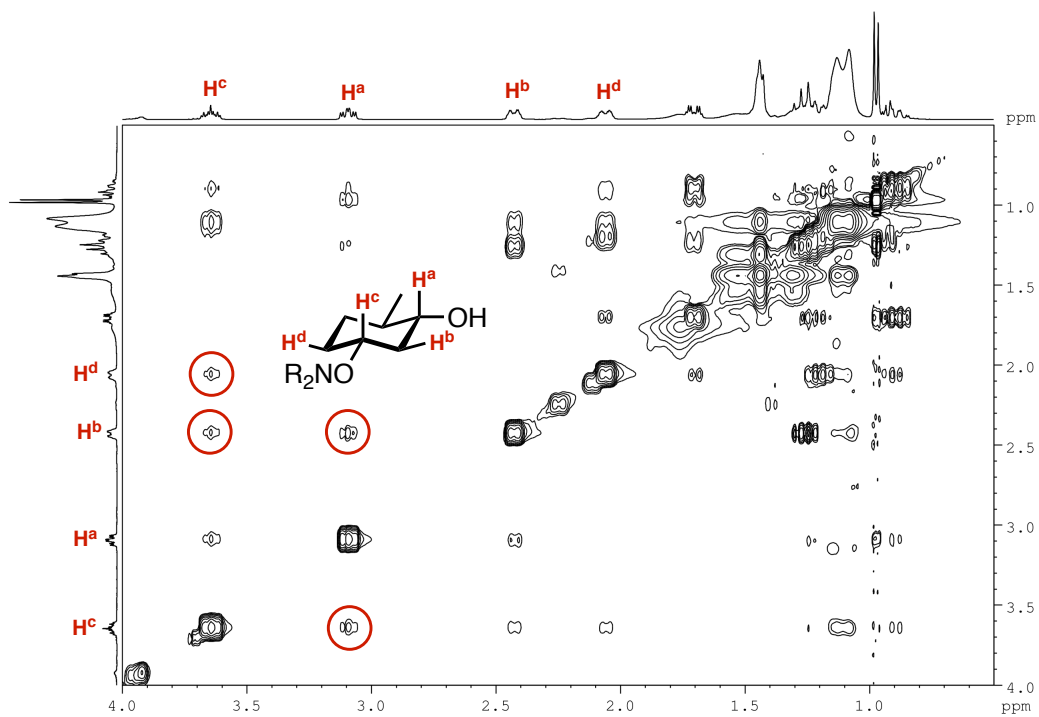 Hᶜ Hᵃ Hᵇ Hᵈ
ppm
1.0
1.5
Hᵃ
Hᶜ
OH
Hᵈ
Hᵇ
R₂NO
Hᵈ
2.0
Hᵇ
2.5
Hᵃ
3.0
Hᶜ
3.5
4.0
4.0 3.5 3.0 2.5 2.0 1.5 1.0 ppm